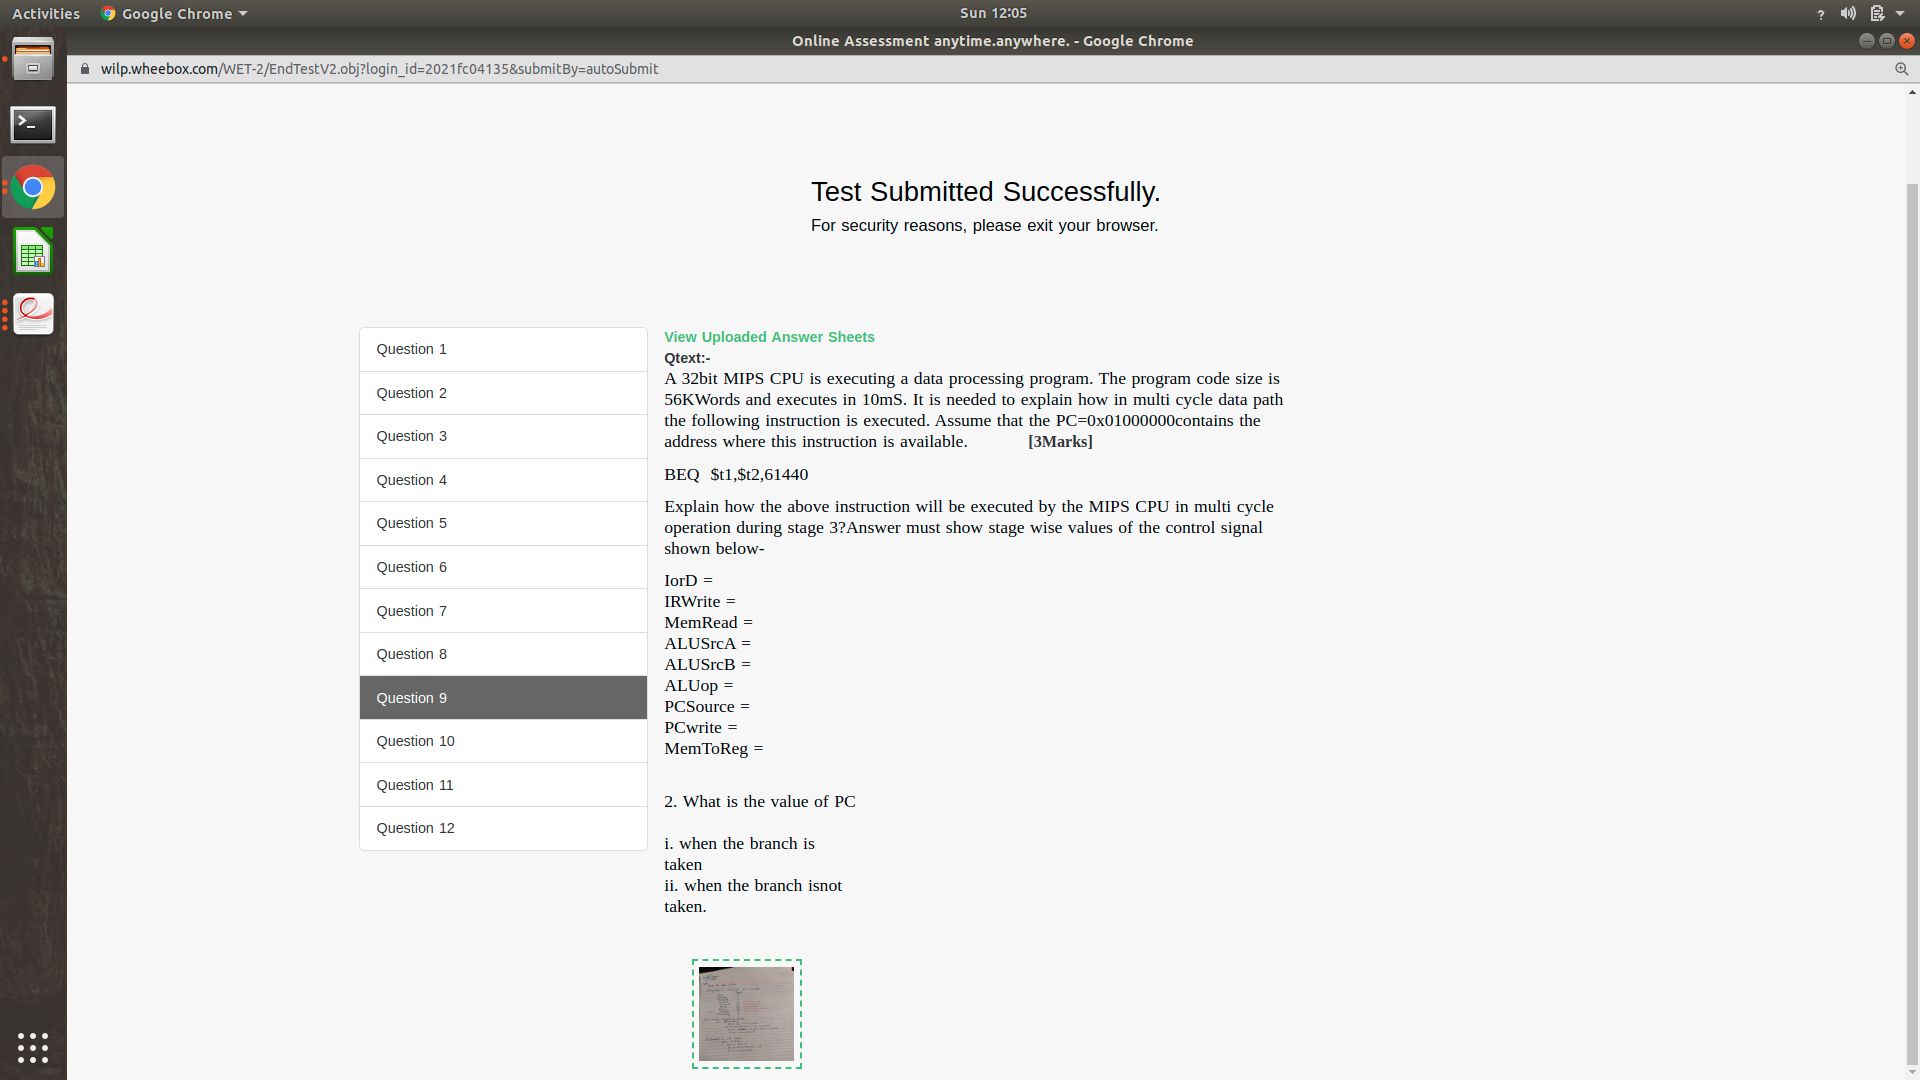 Activities
Google Chrome
Sun 12:05
?
Online Assessment anytime.anywhere. - Google Chrome
wilp.wheebox.com/WET-2/EndTestV2.obj?login_id=2021fc04135&submitBy=autoSubmit
Test Submitted Successfully.
For security reasons, please exit your browser.
Question 1
Question 2
Question 3
Question 4
Question 5
Question 6
Question 7
Question 8
Question 9
Question 10
Question 11
Question 12
View Uploaded Answer Sheets
Qtext:-
A 32bit MIPS CPU is executing a data processing program. The program code size is
56KWords and executes in 10mS. It is needed to explain how in multi cycle data path
the following instruction is executed. Assume that the PC=0x01000000contains the
address where this instruction is available. [3Marks]
BEQ $t1,$t2,61440
Explain how the above instruction will be executed by the MIPS CPU in multi cycle
operation during stage 3?Answer must show stage wise values of the control signal
shown below-
IorD =
IRWrite =
MemRead =
ALUSrcA =
ALUSrcB =
ALUop =
PCSource =
PCwrite =
MemToReg =
2. What is the value of PC
i. when the branch is
taken
ii. when the branch isnot
taken.